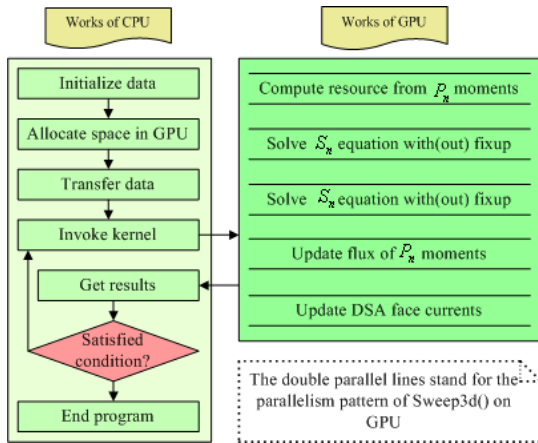 Works of CPU
Works of GPU
Initialize data
Allocate space in GPU
Transfer data
Invoke kernel
Get results
Satisfied
condition?
End program
Compute resource from Pn moments
Solve Sn equation with(out) fixup
Solve Sn equation with(out) fixup
Update flux of Pn moments
Update DSA face currents
The double parallel lines stand for the
parallelism pattern of Sweep3d() on
GPU